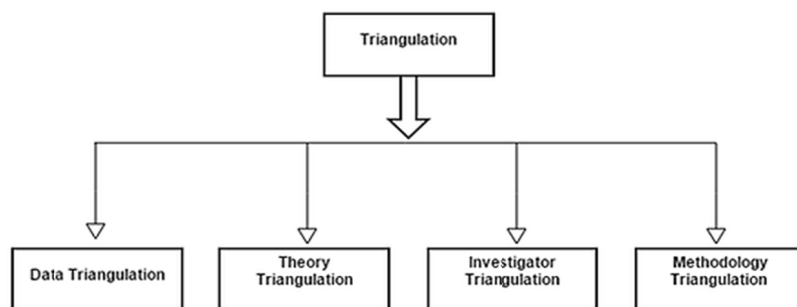 Triangulation
Data Triangulation
Theory
Triangulation
Investigator
Triangulation
Methodology
Triangulation